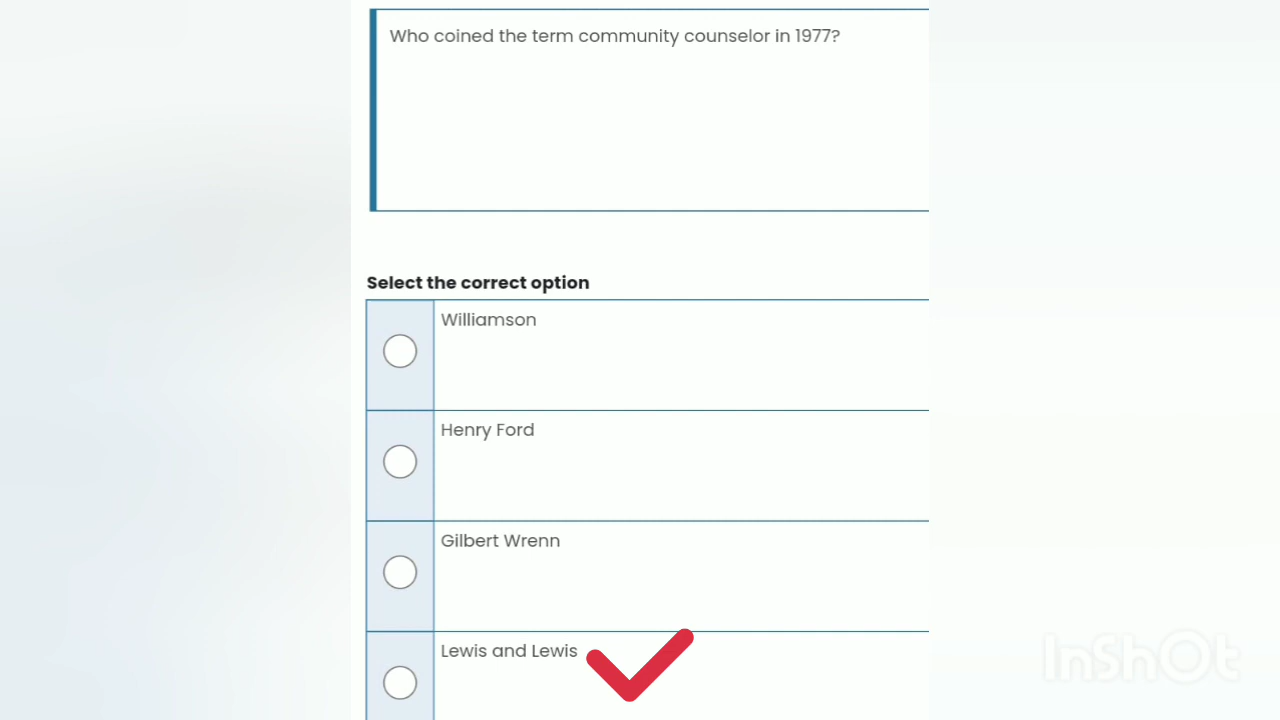 Who coined the term community counselor in 1977?
Select the correct option
Williamson
Henry Ford
Gilbert Wrenn
Lewis and Lewis
InShOt